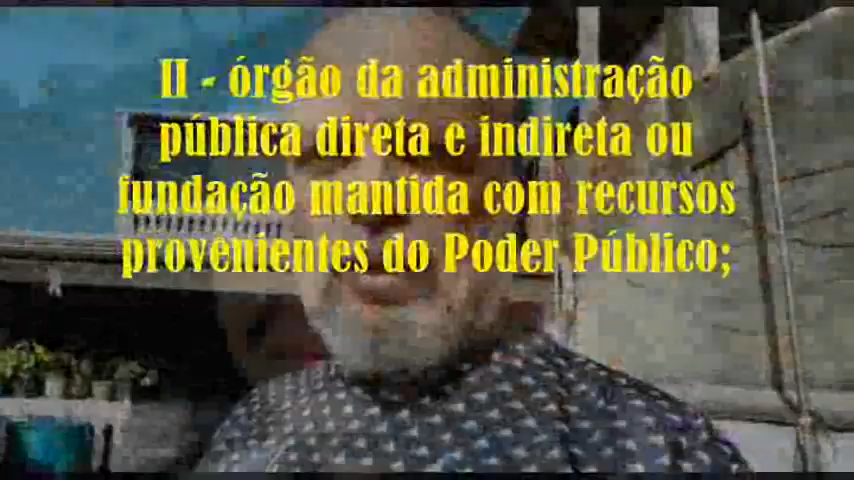 II - órgão da administração
pública direta e indireta ou
fundação mantida com recursos
provenientes do Poder Público;